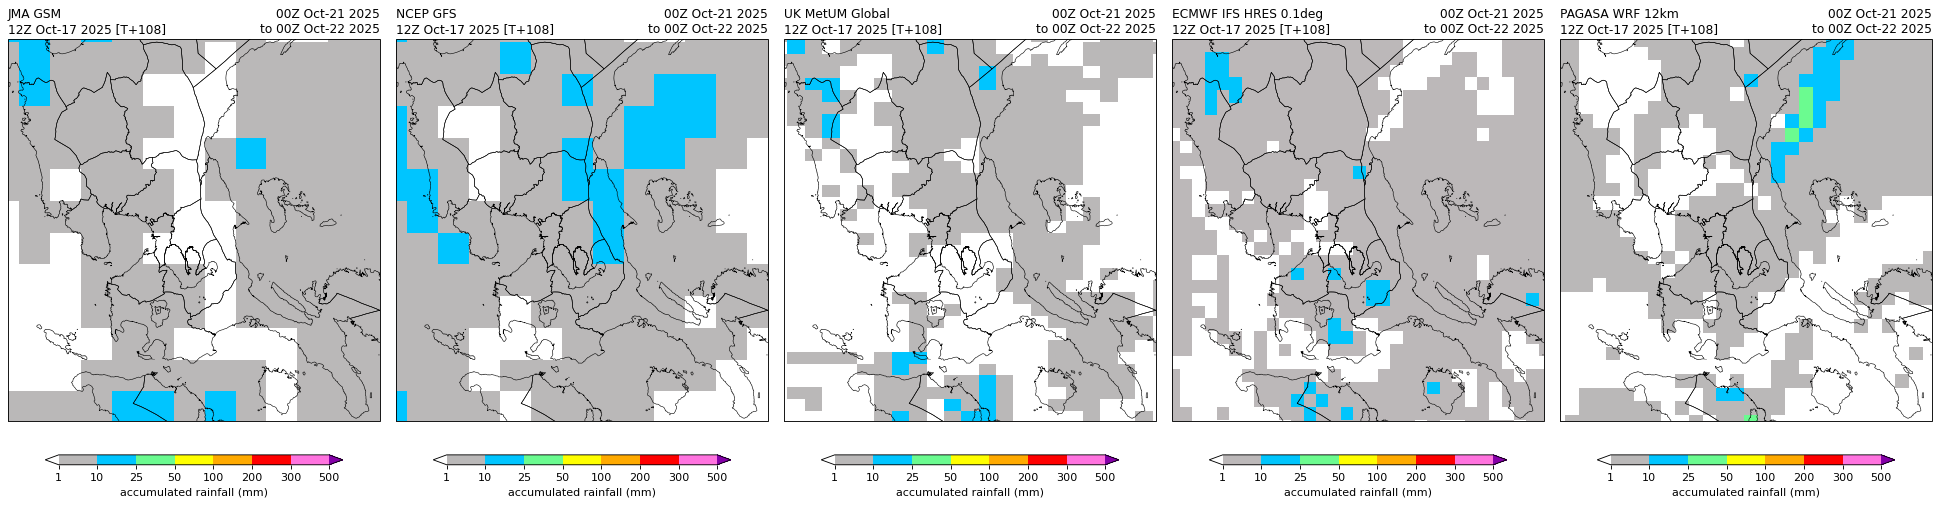 JMA GSM 00Z Oct-21 2025
12Z Oct-17 2025 [T+108] to 00Z Oct-22 2025
1 10 25 50 100 200 300 500
accumulated rainfall (mm)
NCEP GFS 00Z Oct-21 2025
12Z Oct-17 2025 [T+108] to 00Z Oct-22 2025
1 10 25 50 100 200 300 500
accumulated rainfall (mm)
UK MetUM Global 00Z Oct-21 2025
12Z Oct-17 2025 [T+108] to 00Z Oct-22 2025
1 10 25 50 100 200 300 500
accumulated rainfall (mm)
ECMWF IFS HRES 0.1deg 00Z Oct-21 2025
12Z Oct-17 2025 [T+108] to 00Z Oct-22 2025
1 10 25 50 100 200 300 500
accumulated rainfall (mm)
PAGASA WRF 12km 00Z Oct-21 2025
12Z Oct-17 2025 [T+108] to 00Z Oct-22 2025
1 10 25 50 100 200 300 500
accumulated rainfall (mm)